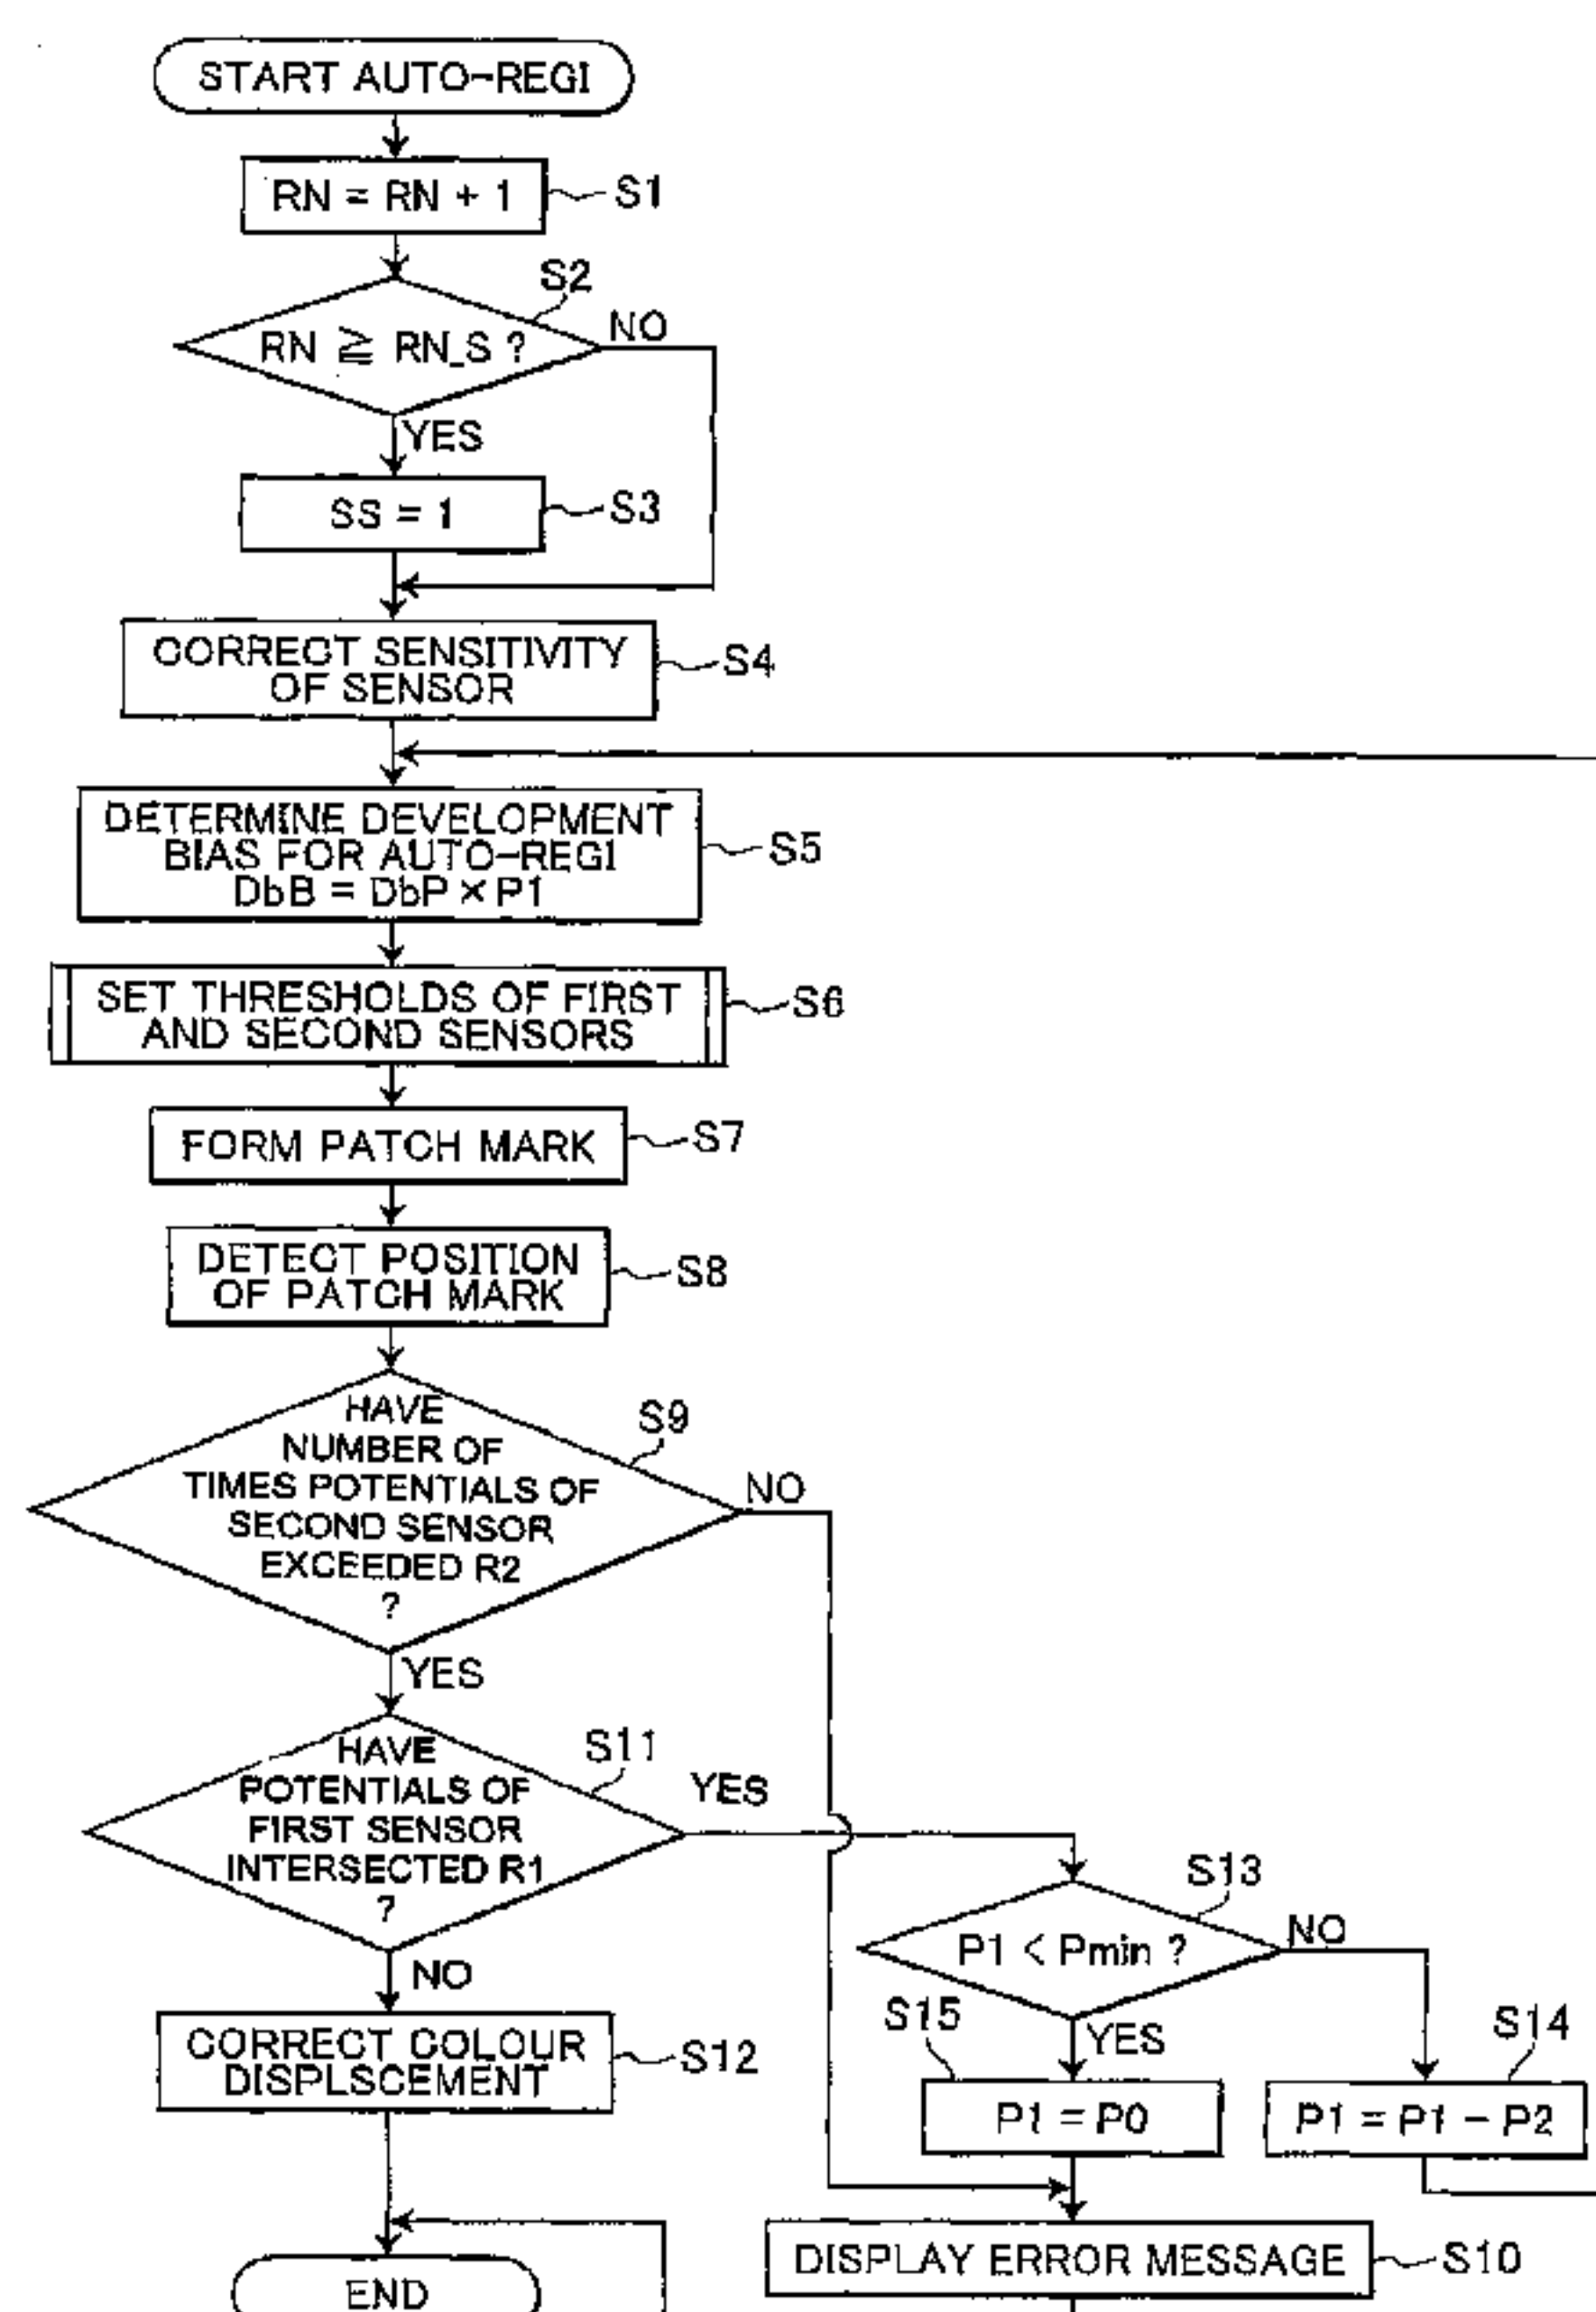 START AUTO-REGI
RN = RN + 1
S1
S2
RN ≧ RN_S ?
NO
YES
SS = 1
S3
CORRECT SENSITIVITY
OF SENSOR
S4
DETERMINE DEVELOPMENT
BIAS FOR AUTO-REGI
DbB = DbP × P1
S5
SET THRESHOLDS OF FIRST
AND SECOND SENSORS
S6
FORM PATCH MARK
S7
DETECT POSITION
OF PATCH MARK
S8
HAVE
NUMBER OF
TIMES POTENTIALS OF
SECOND SENSOR
EXCEEDED R2
?
S9
NO
YES
HAVE
POTENTIALS OF
FIRST SENSOR
INTERSECTED R1
?
S11
YES
NO
S13
P1 < Pmin ?
NO
YES
CORRECT COLOUR
DISPLSCEMENT
S12
S15
P1 = P0
S14
P1 = P1 - P2
DISPLAY ERROR MESSAGE
S10
END